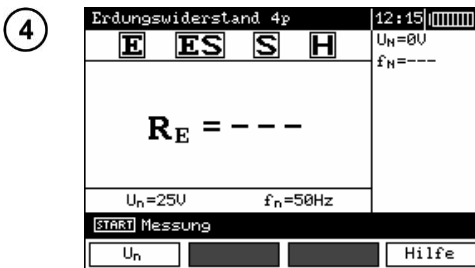 4
Erdungswiderstand 4p 12:15
E ES S H
U_N=0V
f_N=---
R_E = ---
U_n=25V f_n=50Hz
START Messung
U_n Hilfe